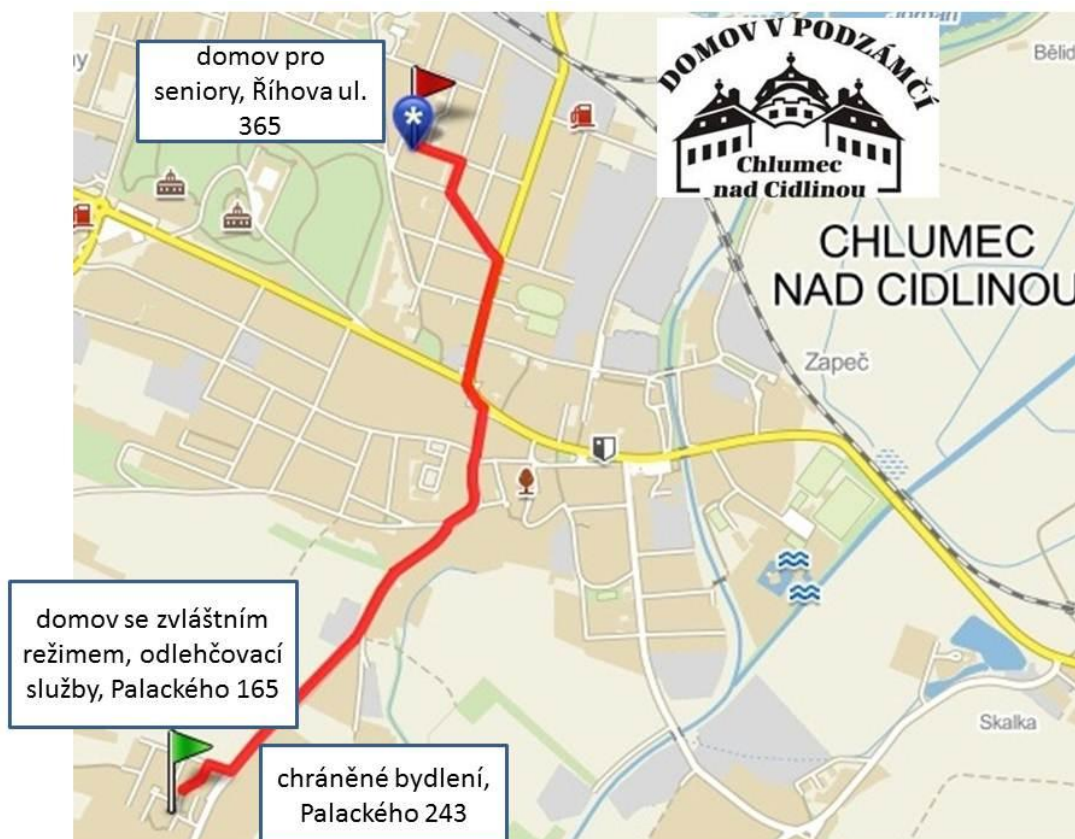 domov pro
seniory, Říhova ul.
365
DOMOV V PODZÁMČÍ
Chlumec
nad Cidlinou
Bělid
CHLUMEC
NAD CIDLINOU
Zapeč
domov se zvláštním
režimem, odlehčovací
služby, Palackého 165
Skalka
chráněné bydlení,
Palackého 243